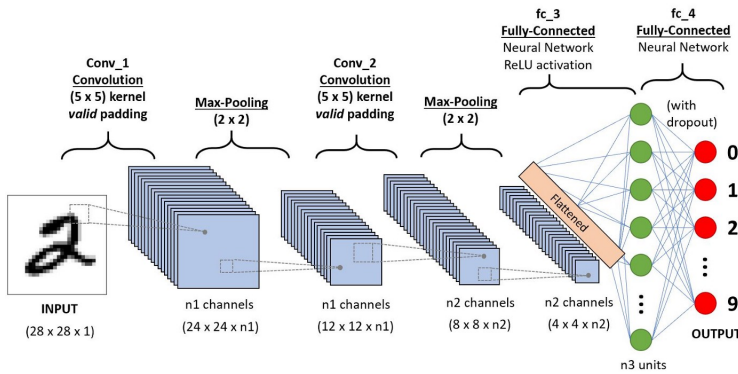 fc_3
Fully-Connected
Neural Network
ReLU activation
fc_4
Fully-Connected
Neural Network
Conv_1
Convolution
(5 x 5) kernel
valid padding
Max-Pooling
(2 x 2)
Conv_2
Convolution
(5 x 5) kernel
valid padding
Max-Pooling
(2 x 2)
(with
dropout)
2
Flattened
0
1
2
9
INPUT
(28 x 28 x 1)
n1 channels
(24 x 24 x n1)
n1 channels
(12 x 12 x n1)
n2 channels
(8 x 8 x n2)
n2 channels
(4 x 4 x n2)
OUTPUT
n3 units